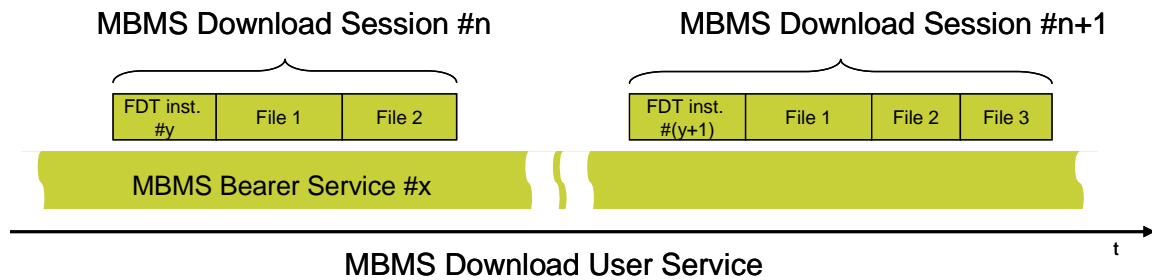 MBMS Download Session #n
MBMS Download Session #n+1
FDT inst.
#y
File 1
File 2
FDT inst.
#(y+1)
File 1
File 2
File 3
MBMS Bearer Service #x
t
MBMS Download User Service